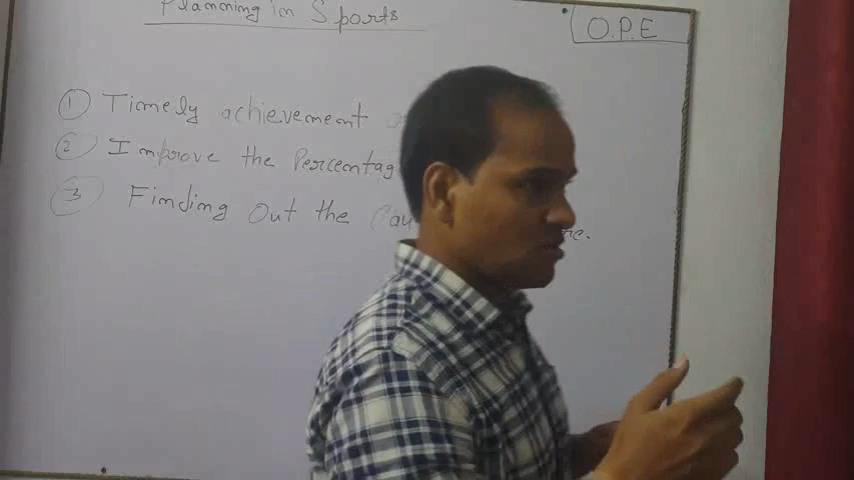 Planning in Sports
O.P.E
1 Timely achievement
2 Improve the Percentag
3 Finding Out the Cau